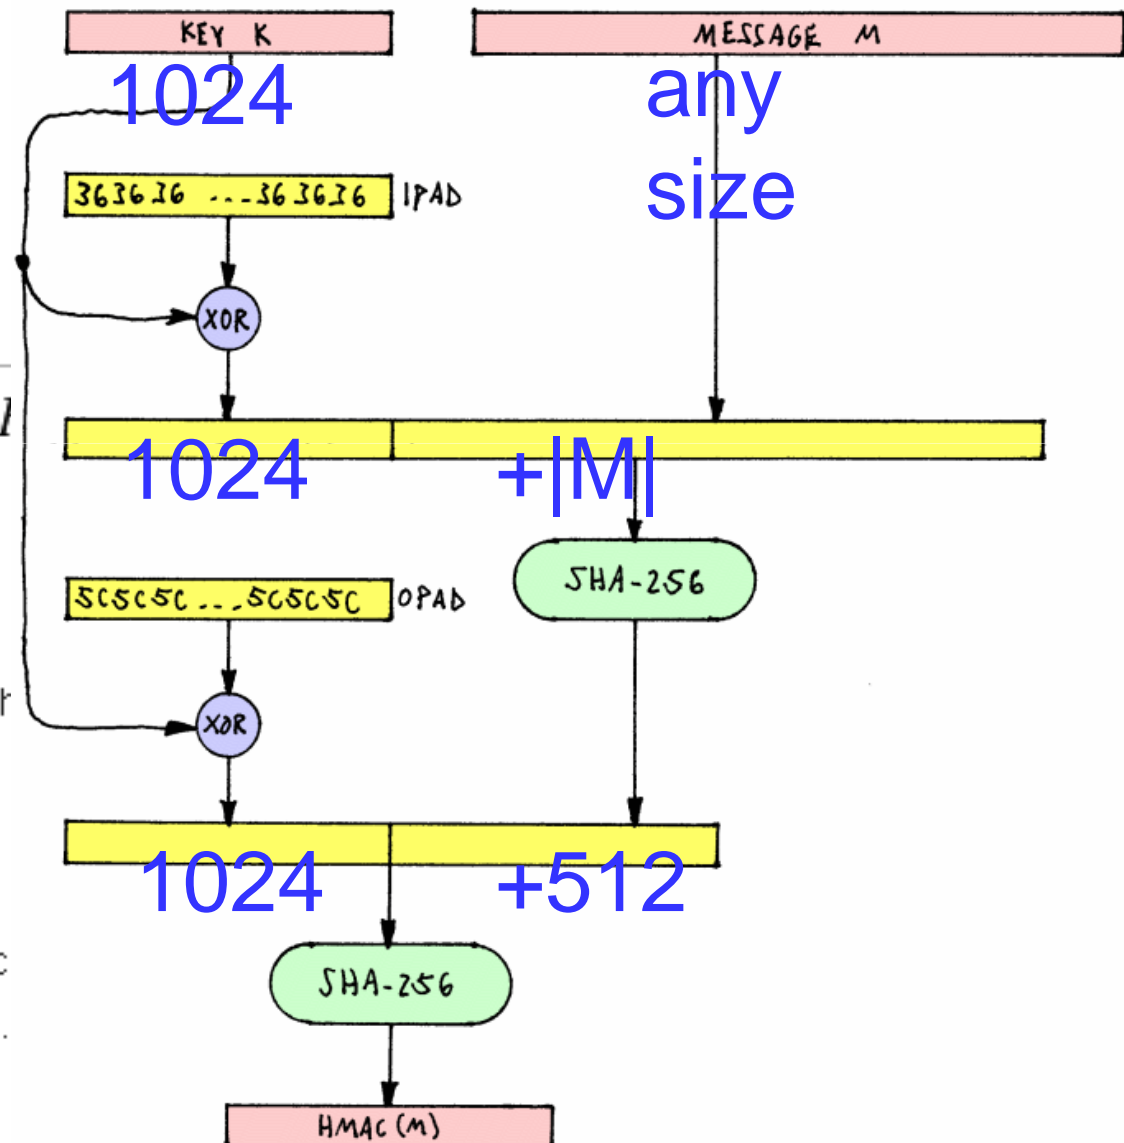 KEY K
MESSAGE M
1024
any
size
363636 ...363636 IPAD
XOR
1024 +|M|
SHA-256
5C5C5C...5C5C5C OPAD
XOR
1024 +512
SHA-256
HMAC(M)